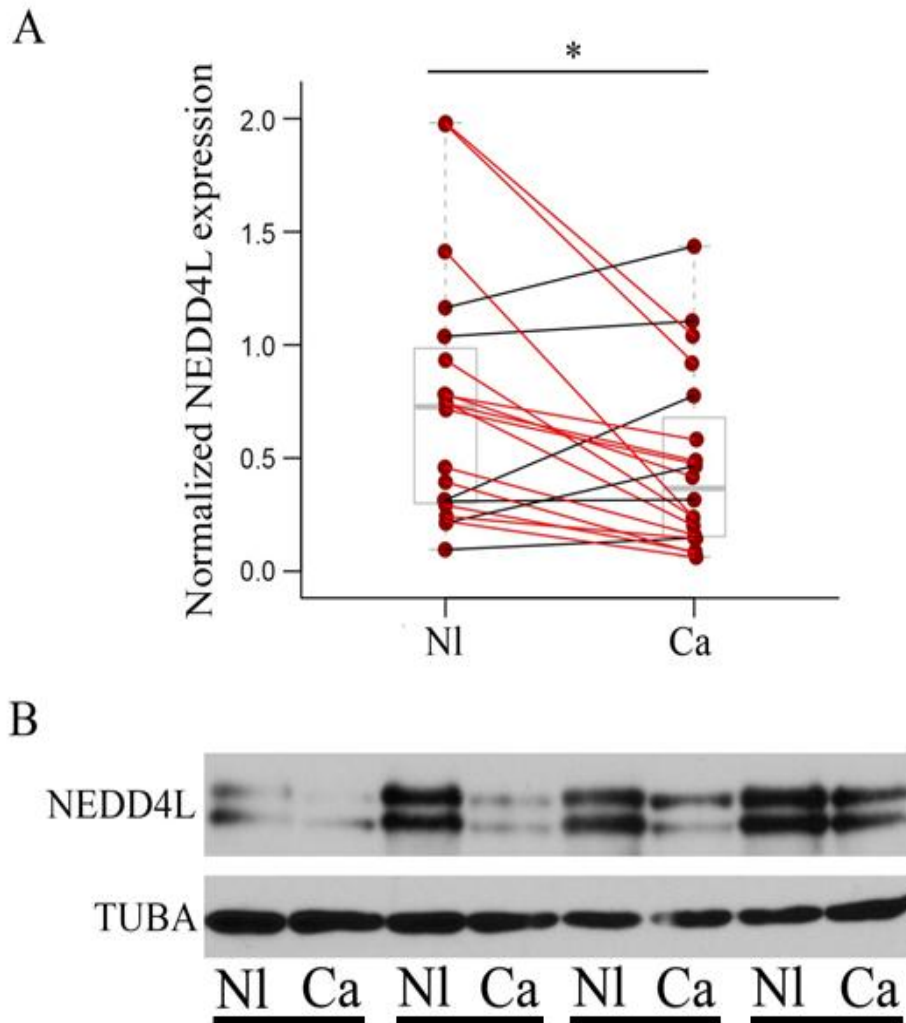 A
*
Normalized NEDD4L expression
2.0
1.5
1.0
0.5
0.0
Nl Ca
B
NEDD4L
TUBA
Nl Ca Nl Ca Nl Ca Nl Ca